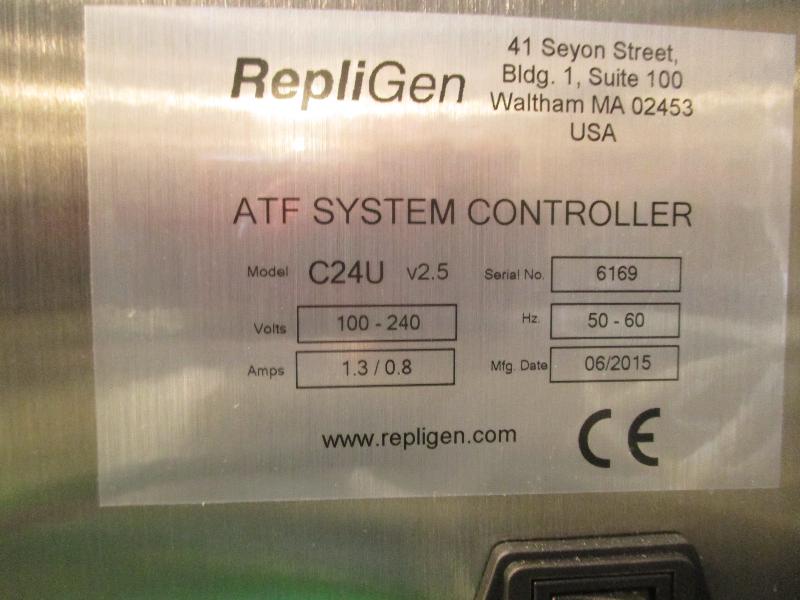 RepliGen
41 Seyon Street,
Bldg. 1, Suite 100
Waltham MA 02453
USA
ATF SYSTEM CONTROLLER
Model C24U v2.5 Serial No. 6169
Volts 100 - 240 Hz. 50 - 60
Amps 1.3 / 0.8 Mfg. Date 06/2015
www.repligen.com CE